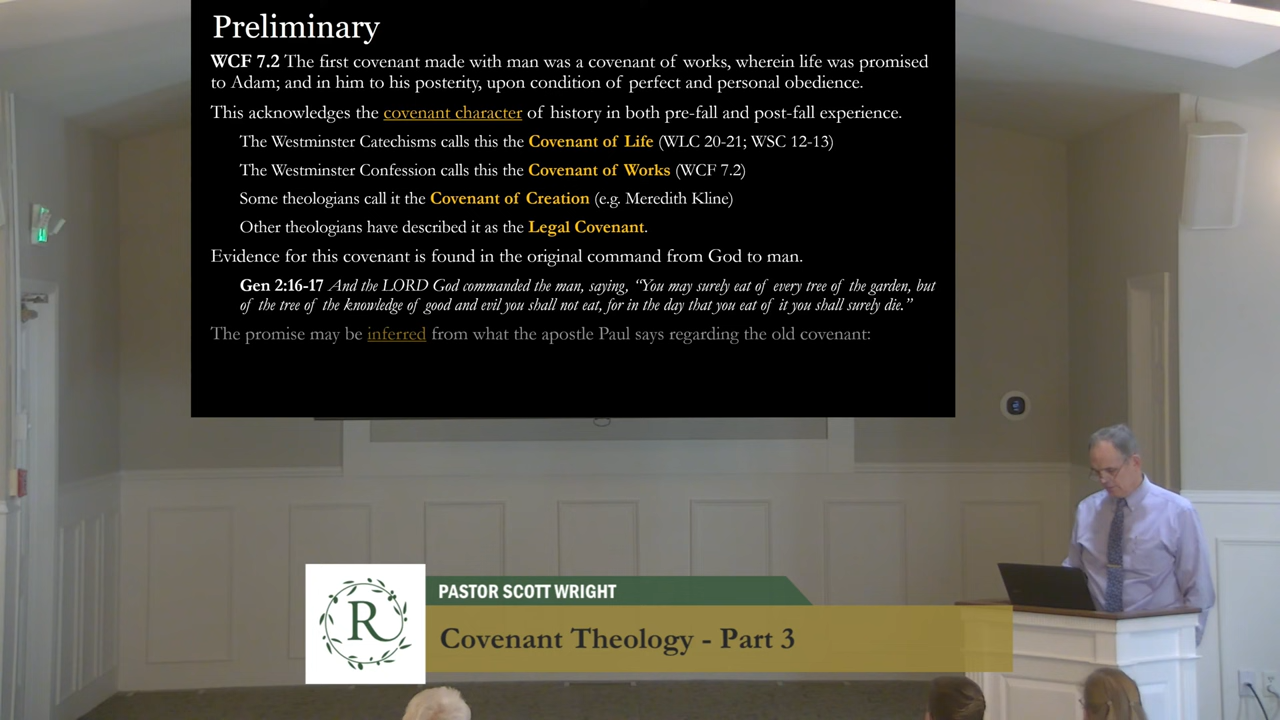 Preliminary
WCF 7.2 The first covenant made with man was a covenant of works, wherein life was promised
to Adam; and in him to his posterity, upon condition of perfect and personal obedience.
This acknowledges the covenant character of history in both pre-fall and post-fall experience.
The Westminster Catechisms calls this the Covenant of Life (WLC 20-21; WSC 12-13)
The Westminster Confession calls this the Covenant of Works (WCF 7.2)
Some theologians call it the Covenant of Creation (e.g. Meredith Kline)
Other theologians have described it as the Legal Covenant.
Evidence for this covenant is found in the original command from God to man.
Gen 2:16-17 And the LORD God commanded the man, saying, “You may surely eat of every tree of the garden, but
of the tree of the knowledge of good and evil you shall not eat, for in the day that you eat of it you shall surely die.”
The promise may be inferred from what the apostle Paul says regarding the old covenant:
R
PASTOR SCOTT WRIGHT
Covenant Theology - Part 3